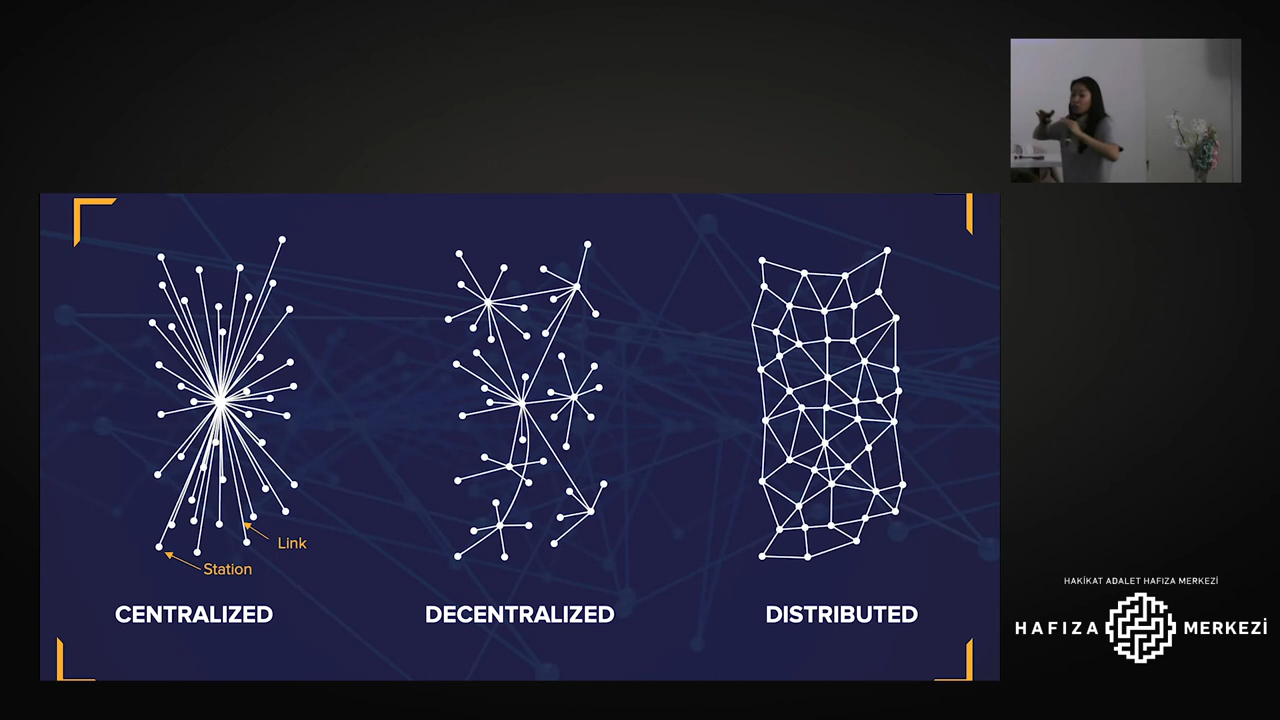 Link
Station
CENTRALIZED
DECENTRALIZED
DISTRIBUTED
HAKİKAT ADALET HAFIZA MERKEZİ
HAFIZA MERKEZİ